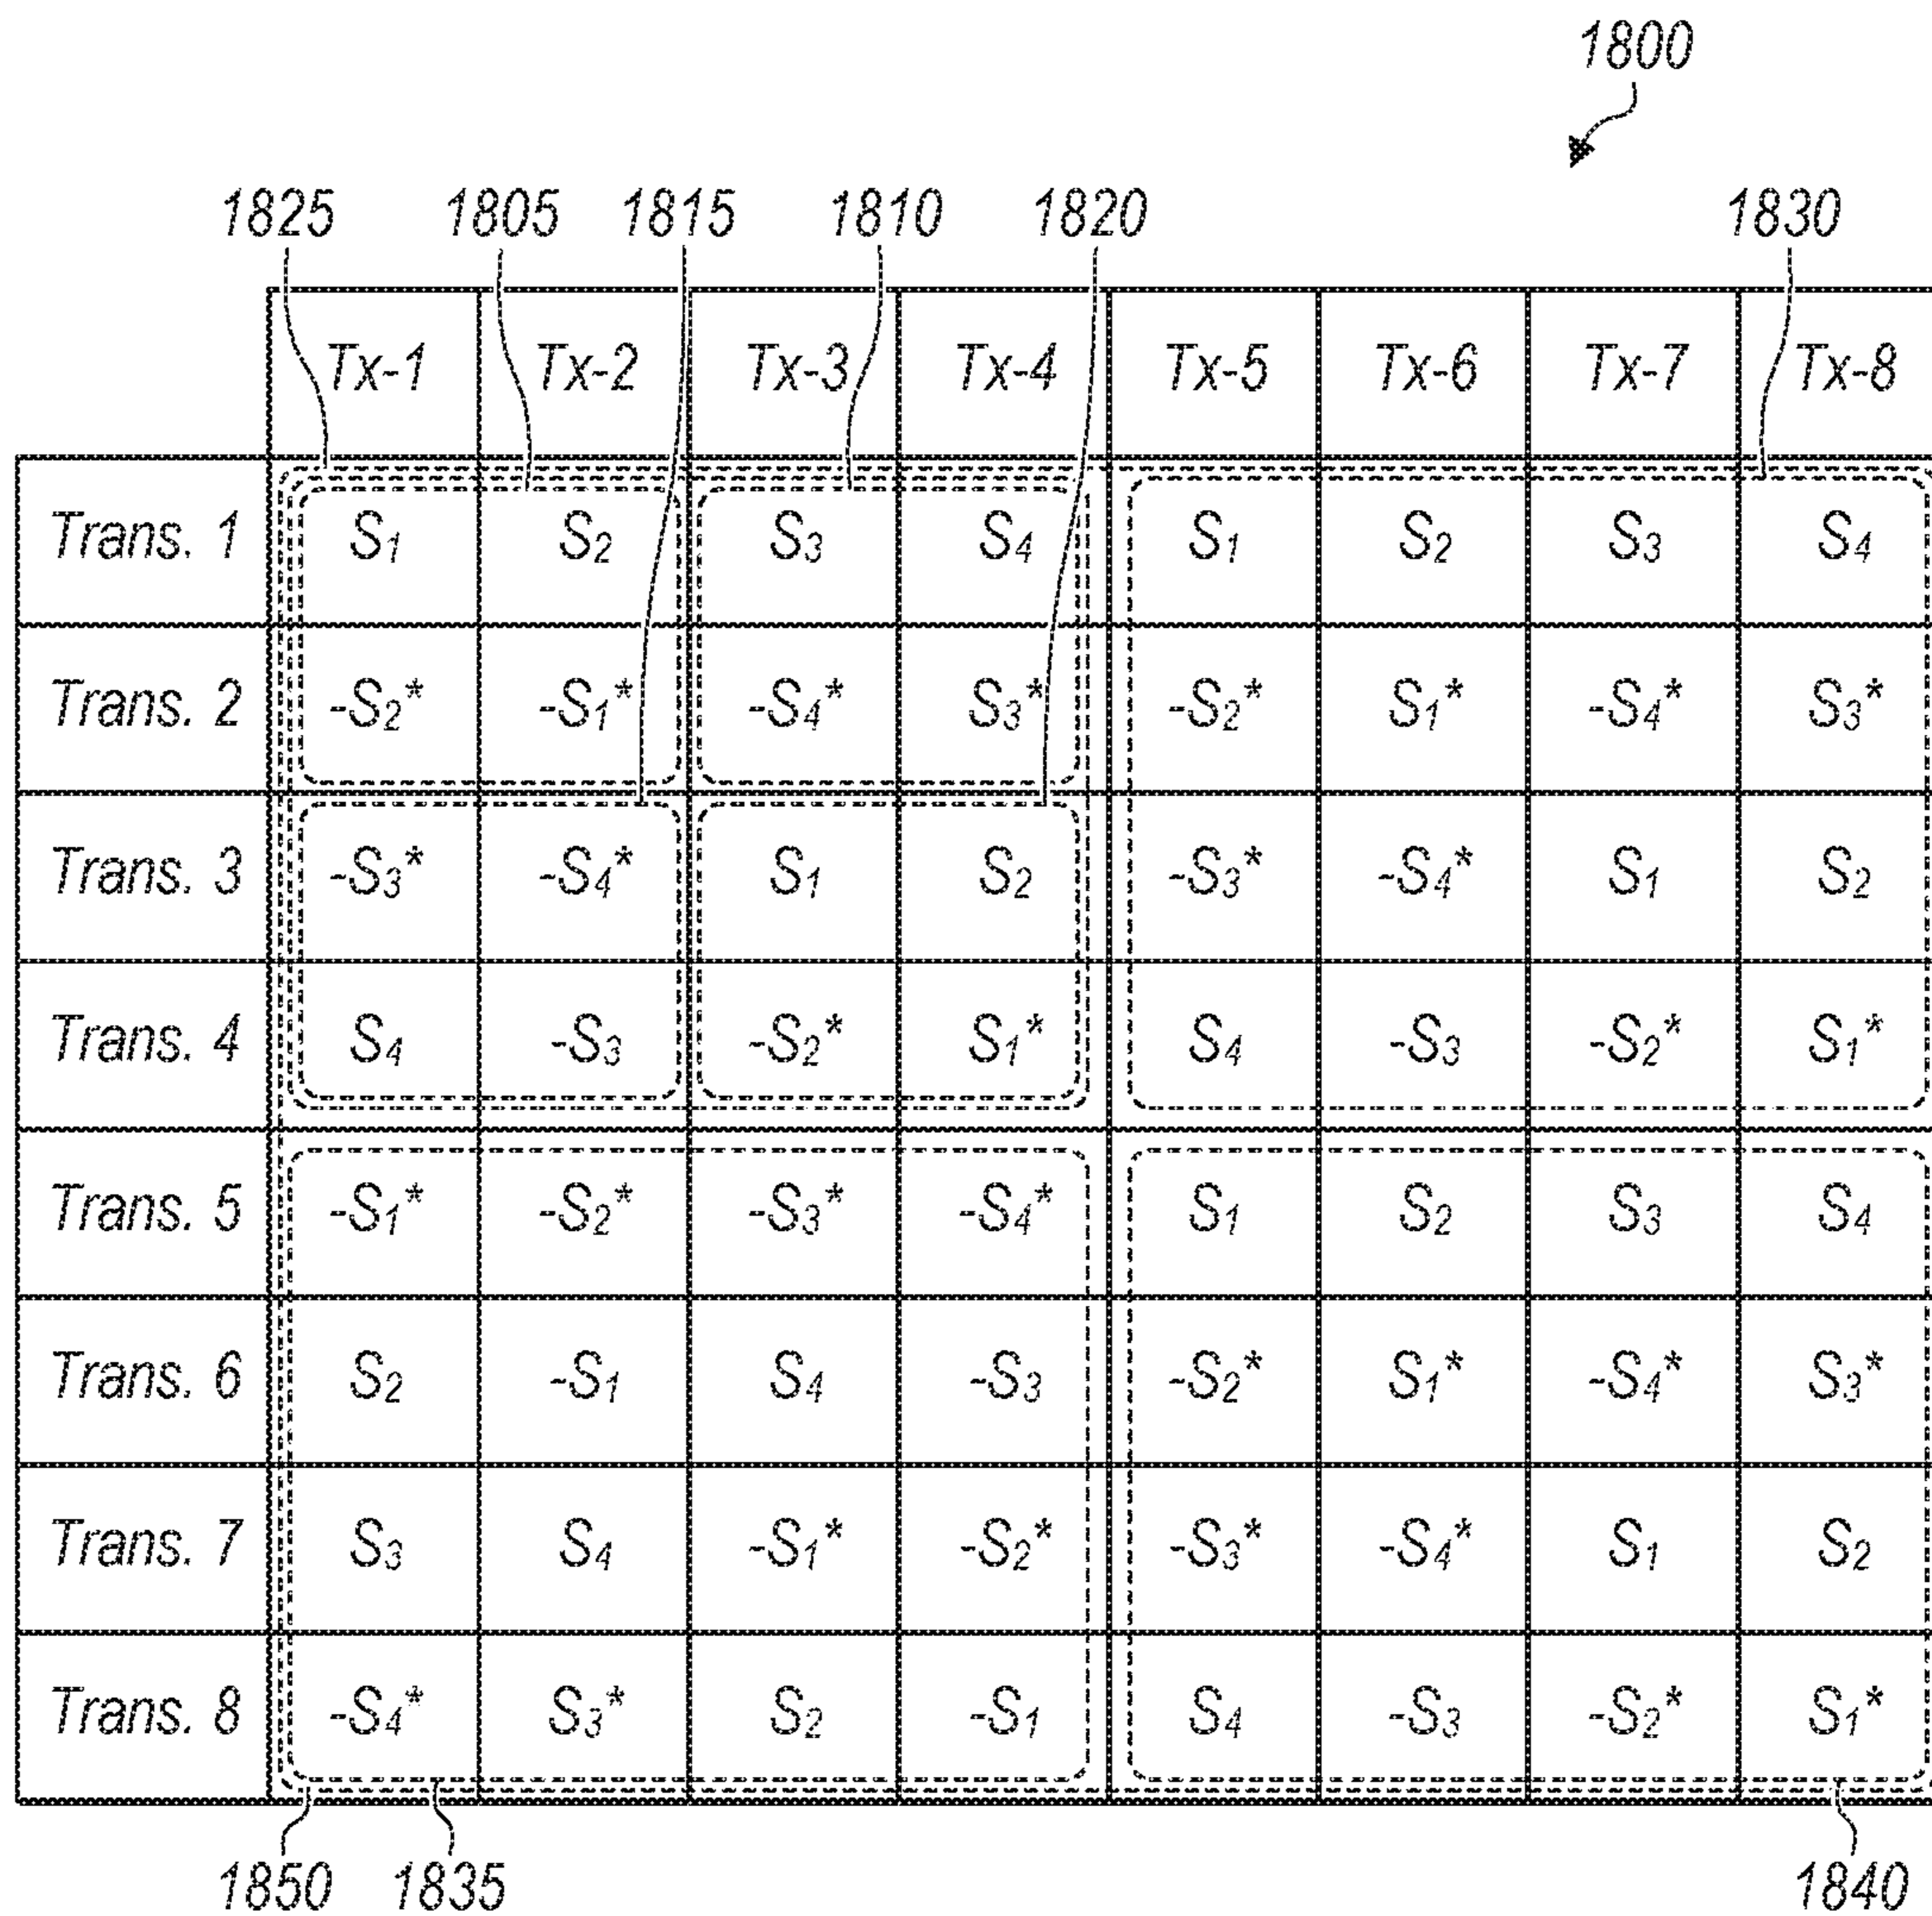 1800
1825 1805 1815 1810 1820 1830
Tx-1 Tx-2 Tx-3 Tx-4 Tx-5 Tx-6 Tx-7 Tx-8
Trans. 1 S1 S2 S3 S4 S1 S2 S3 S4
Trans. 2 -S2* -S1* -S4* S3* -S2* S1* -S4* S3*
Trans. 3 -S3* -S4* S1 S2 -S3* -S4* S1 S2
Trans. 4 S4 -S3 -S2* S1* S4 -S3 -S2* S1*
Trans. 5 -S1* -S2* -S3* -S4* S1 S2 S3 S4
Trans. 6 S2 -S1 S4 -S3 -S2* S1* -S4* S3*
Trans. 7 S3 S4 -S1* -S2* -S3* -S4* S1 S2
Trans. 8 -S4* S3* S2 -S1 S4 -S3 -S2* S1*
1850 1835 1840